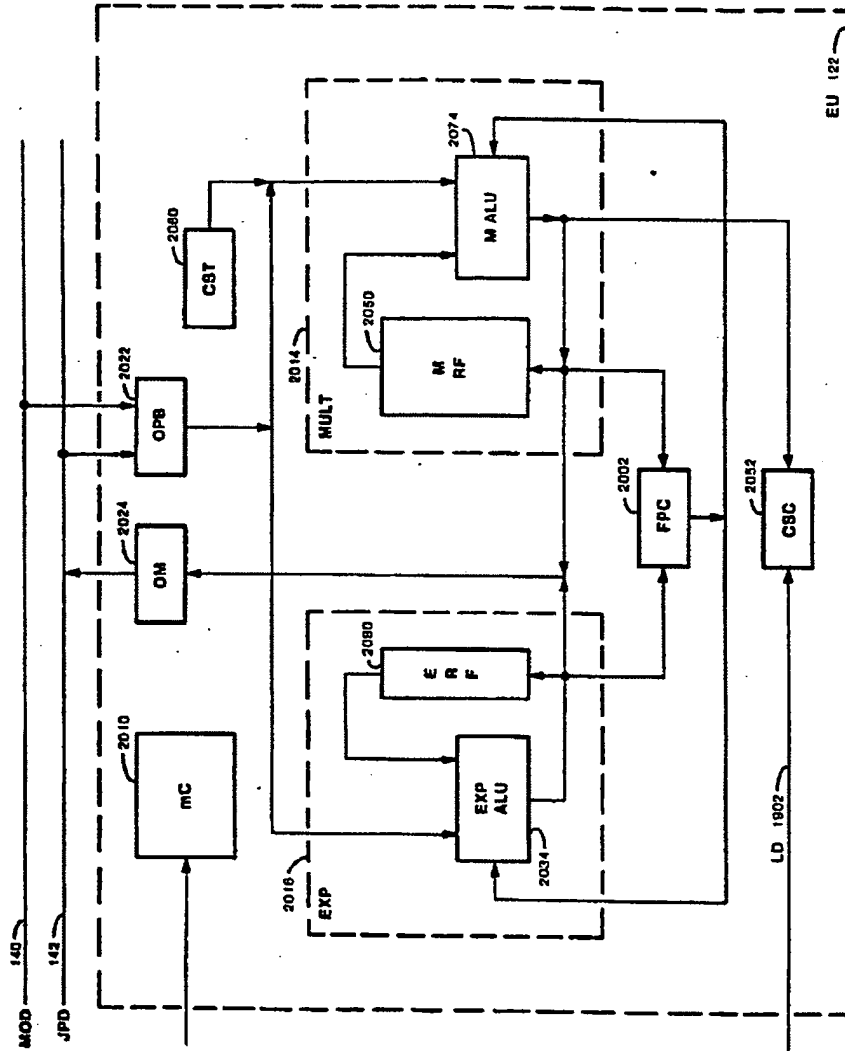 MOD
140
JPD
142
2010
mC
2024
OM
2022
OPB
2060
CST
2016
EXP
EXP
ALU
2034
2080
E
R
F
2014
MULT
M
RF
2050
M ALU
2074
FPC
2002
CSC
2052
LD 1902
EU 122